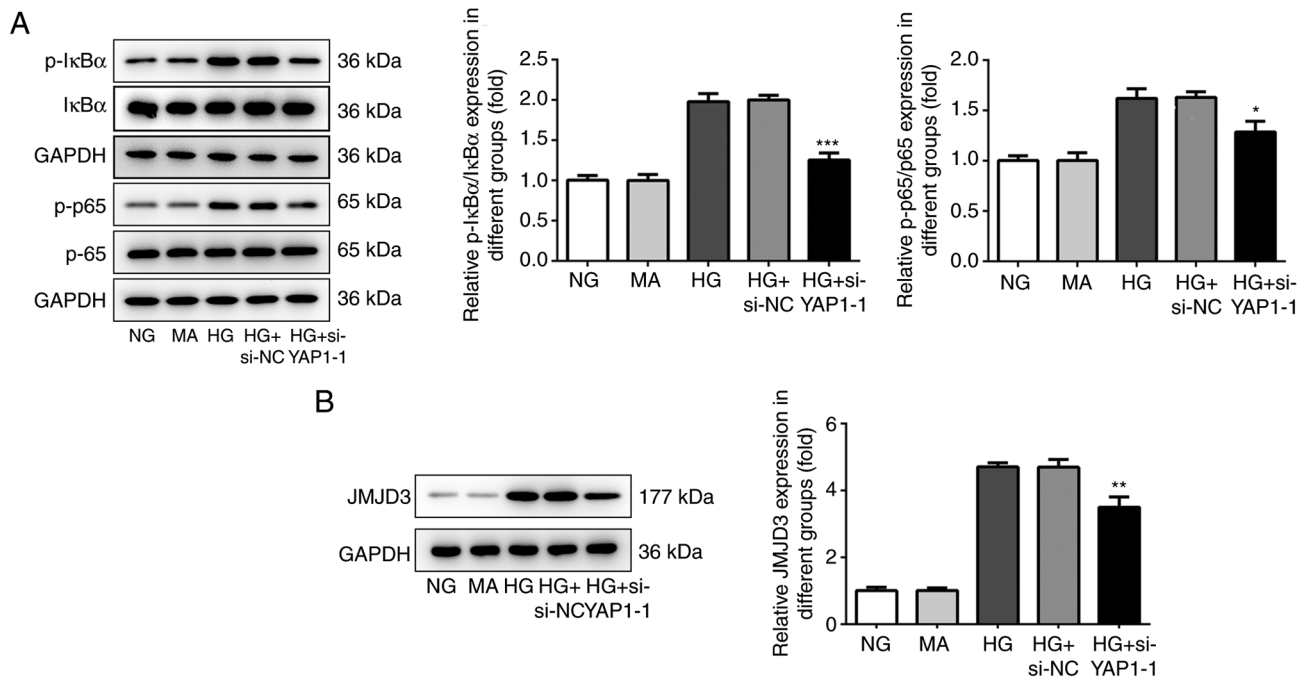 A
p-IκBα
36 kDa
IκBα
36 kDa
GAPDH
36 kDa
p-p65
65 kDa
p-65
65 kDa
GAPDH
36 kDa
NG MA HG HG+ HG+si-
si-NC YAP1-1
Relative p-IκBα/IκBα expression in
different groups (fold)
2.5
2.0
1.5
1.0
0.5
0.0
***
NG MA HG HG+ HG+si-
si-NC YAP1-1
Relative p-p65/p65 expression in
different groups (fold)
2.0
1.5
1.0
0.5
0.0
*
NG MA HG HG+ HG+si-
si-NC YAP1-1
B
JMJD3
177 kDa
GAPDH
36 kDa
NG MA HG HG+ HG+si-
si-NCYAP1-1
Relative JMJD3 expression in
different groups (fold)
6
4
2
0
**
NG MA HG HG+ HG+si-
si-NC YAP1-1